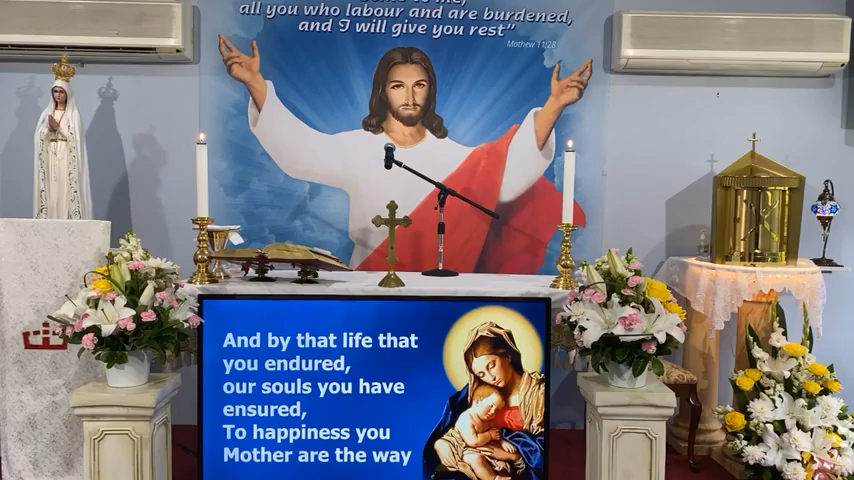 all you who labour and are burdened,
and I will give you rest"
Mathew 11:28
And by that life that
you endured,
our souls you have
ensured,
To happiness you
Mother are the way